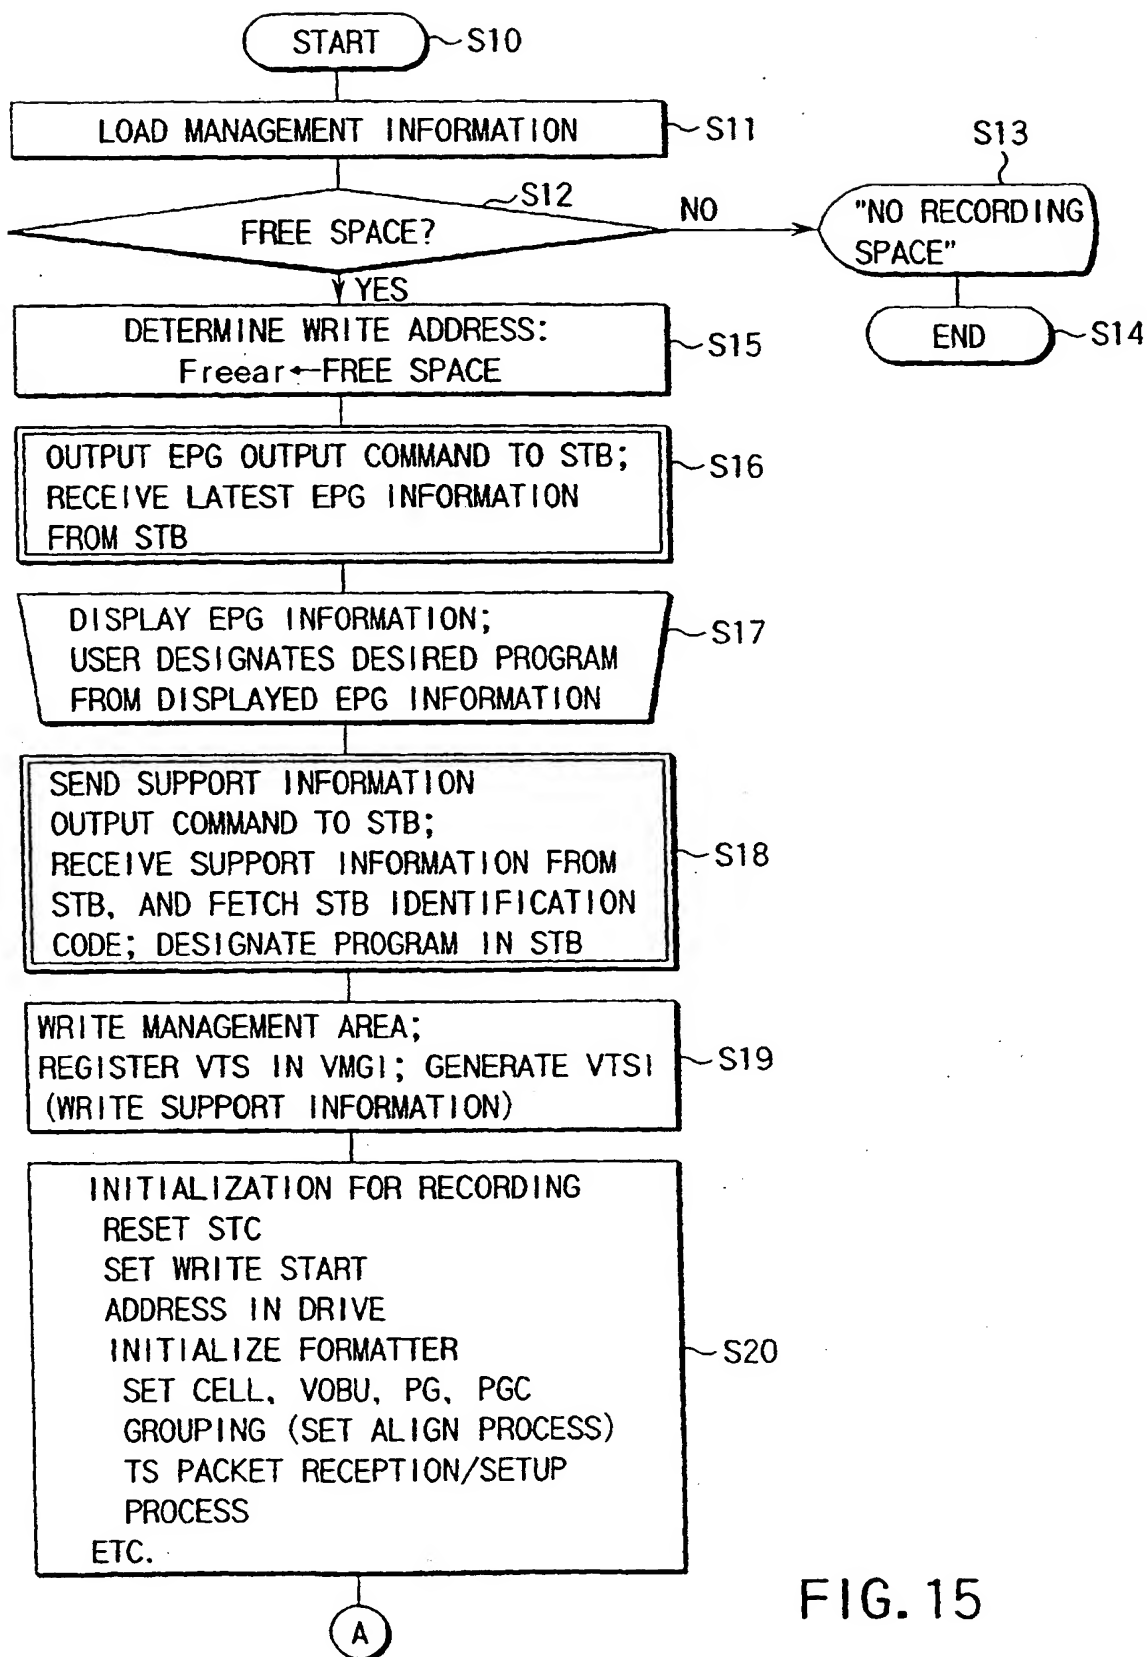 START
S10
LOAD MANAGEMENT INFORMATION
S11
S12
FREE SPACE?
NO
S13
"NO RECORDING
SPACE"
END
S14
YES
DETERMINE WRITE ADDRESS:
Freear←FREE SPACE
S15
OUTPUT EPG OUTPUT COMMAND TO STB;
RECEIVE LATEST EPG INFORMATION
FROM STB
S16
DISPLAY EPG INFORMATION;
USER DESIGNATES DESIRED PROGRAM
FROM DISPLAYED EPG INFORMATION
S17
SEND SUPPORT INFORMATION
OUTPUT COMMAND TO STB;
RECEIVE SUPPORT INFORMATION FROM
STB, AND FETCH STB IDENTIFICATION
CODE; DESIGNATE PROGRAM IN STB
S18
WRITE MANAGEMENT AREA;
REGISTER VTS IN VMGI; GENERATE VTSI
(WRITE SUPPORT INFORMATION)
S19
INITIALIZATION FOR RECORDING
RESET STC
SET WRITE START
ADDRESS IN DRIVE
INITIALIZE FORMATTER
SET CELL, VOBU, PG, PGC
GROUPING (SET ALIGN PROCESS)
TS PACKET RECEPTION/SETUP
PROCESS
ETC.
S20
A
FIG. 15